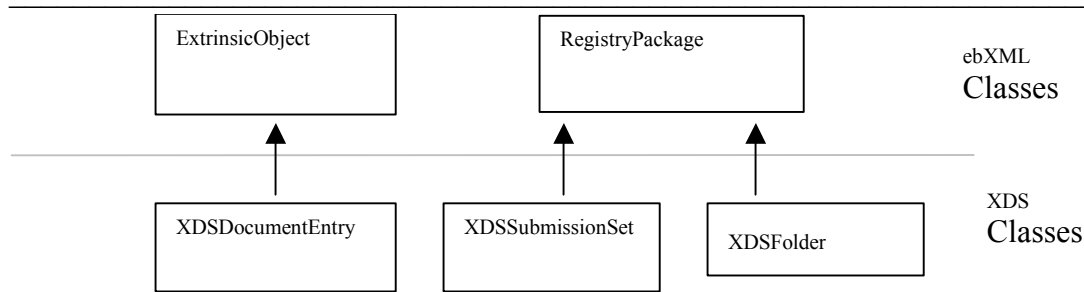 ExtrinsicObject
RegistryPackage
ebXML
Classes
XDSDocumentEntry
XDSSubmissionSet
XDSFolder
XDS
Classes